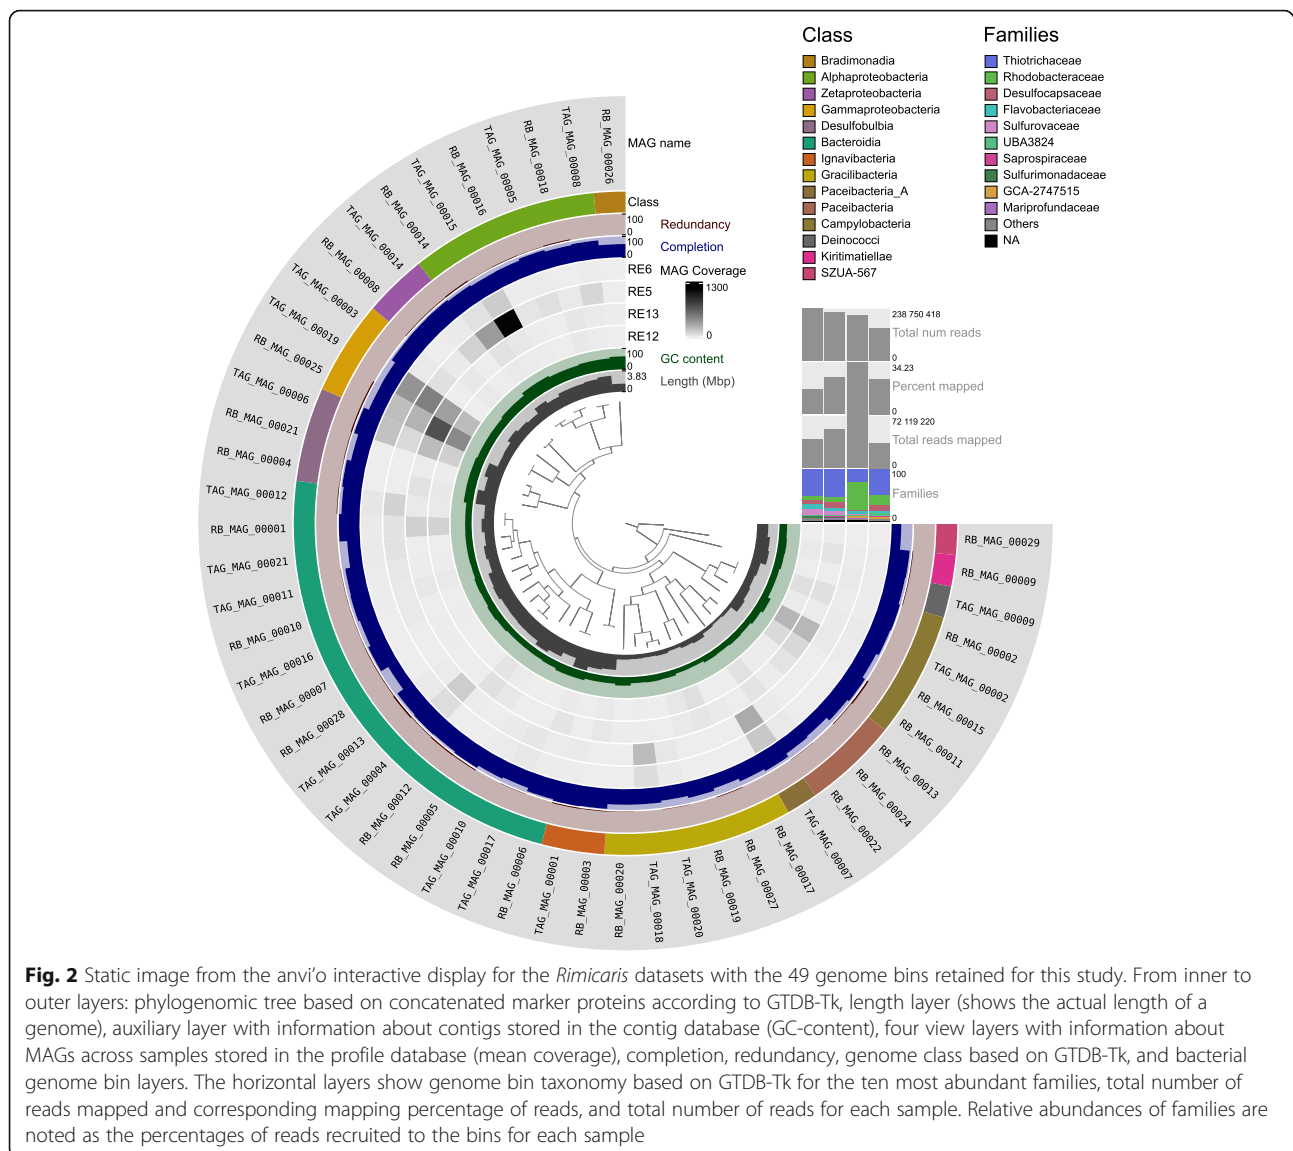 Class
Bradimonadia
Alphaproteobacteria
Zetaproteobacteria
Gammaproteobacteria
Desulfobulbia
Bacteroidia
Ignavibacteria
Gracilibacteria
Paceibacteria_A
Paceibacteria
Campylobacteria
Deinococci
Kiritimatiellae
SZUA-567
Families
Thiotrichaceae
Rhodobacteraceae
Desulfocapsaceae
Flavobacteriaceae
Sulfurovaceae
UBA3824
Saprospiraceae
Sulfurimonadaceae
GCA-2747515
Mariprofundaceae
Others
NA
MAG name
Class
100
0
Redundancy
100
0
Completion
RE6
MAG Coverage
RE5
1300
RE13
RE12
0
100
0
GC content
3.83
0
Length (Mbp)
238 750 418
Total num reads
0
34.23
Percent mapped
0
72 119 220
Total reads mapped
0
100
Families
0
RB_MAG_00026
TAG_MAG_00008
RB_MAG_00018
TAG_MAG_00005
RB_MAG_00016
TAG_MAG_00015
RB_MAG_00014
TAG_MAG_00014
RB_MAG_00008
TAG_MAG_00003
TAG_MAG_00019
RB_MAG_00025
TAG_MAG_00006
RB_MAG_00021
RB_MAG_00004
TAG_MAG_00012
RB_MAG_00001
TAG_MAG_00021
TAG_MAG_00011
RB_MAG_00010
TAG_MAG_00016
RB_MAG_00007
RB_MAG_00028
TAG_MAG_00013
TAG_MAG_00004
RB_MAG_00012
RB_MAG_00005
TAG_MAG_00010
TAG_MAG_00017
RB_MAG_00006
TAG_MAG_00001
RB_MAG_00003
RB_MAG_00020
TAG_MAG_00018
TAG_MAG_00020
RB_MAG_00019
RB_MAG_00027
RB_MAG_00017
TAG_MAG_00007
RB_MAG_00022
RB_MAG_00024
RB_MAG_00013
RB_MAG_00011
RB_MAG_00015
TAG_MAG_00002
RB_MAG_00002
TAG_MAG_00009
RB_MAG_00009
RB_MAG_00029
Fig. 2 Static image from the anvi’o interactive display for the Rimicaris datasets with the 49 genome bins retained for this study. From inner to
outer layers: phylogenomic tree based on concatenated marker proteins according to GTDB-Tk, length layer (shows the actual length of a
genome), auxiliary layer with information about contigs stored in the contig database (GC-content), four view layers with information about
MAGs across samples stored in the profile database (mean coverage), completion, redundancy, genome class based on GTDB-Tk, and bacterial
genome bin layers. The horizontal layers show genome bin taxonomy based on GTDB-Tk for the ten most abundant families, total number of
reads mapped and corresponding mapping percentage of reads, and total number of reads for each sample. Relative abundances of families are
noted as the percentages of reads recruited to the bins for each sample